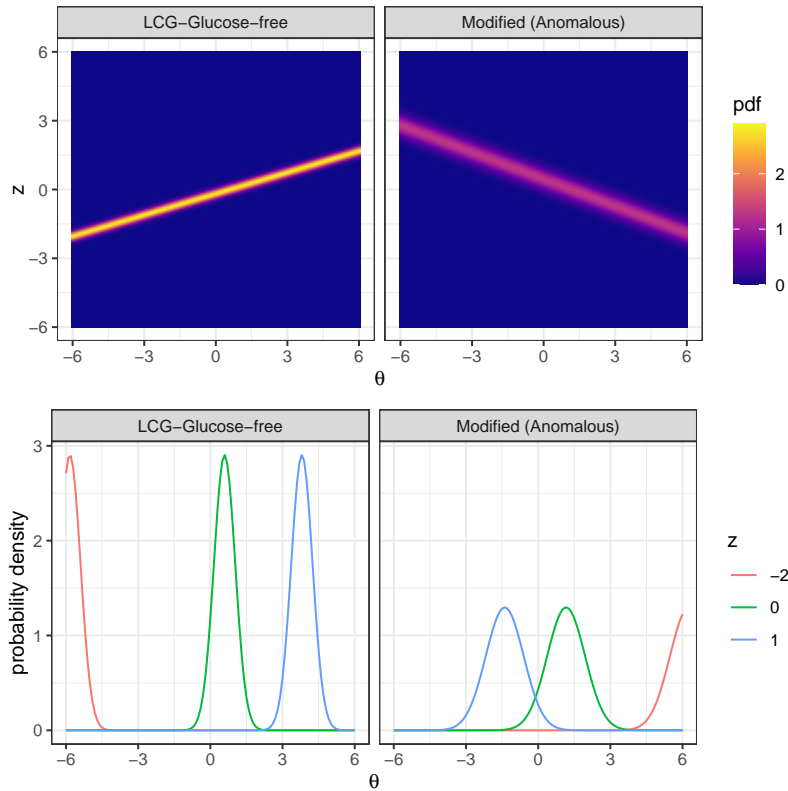 LCG−Glucose−free
Modified (Anomalous)
6
3
0
−3
−6
z
−6 −3 0 3 6
−6 −3 0 3 6
θ
pdf
2
1
0
LCG−Glucose−free
Modified (Anomalous)
3
2
1
0
probability density
−6 −3 0 3 6
−6 −3 0 3 6
θ
z
−2
0
1